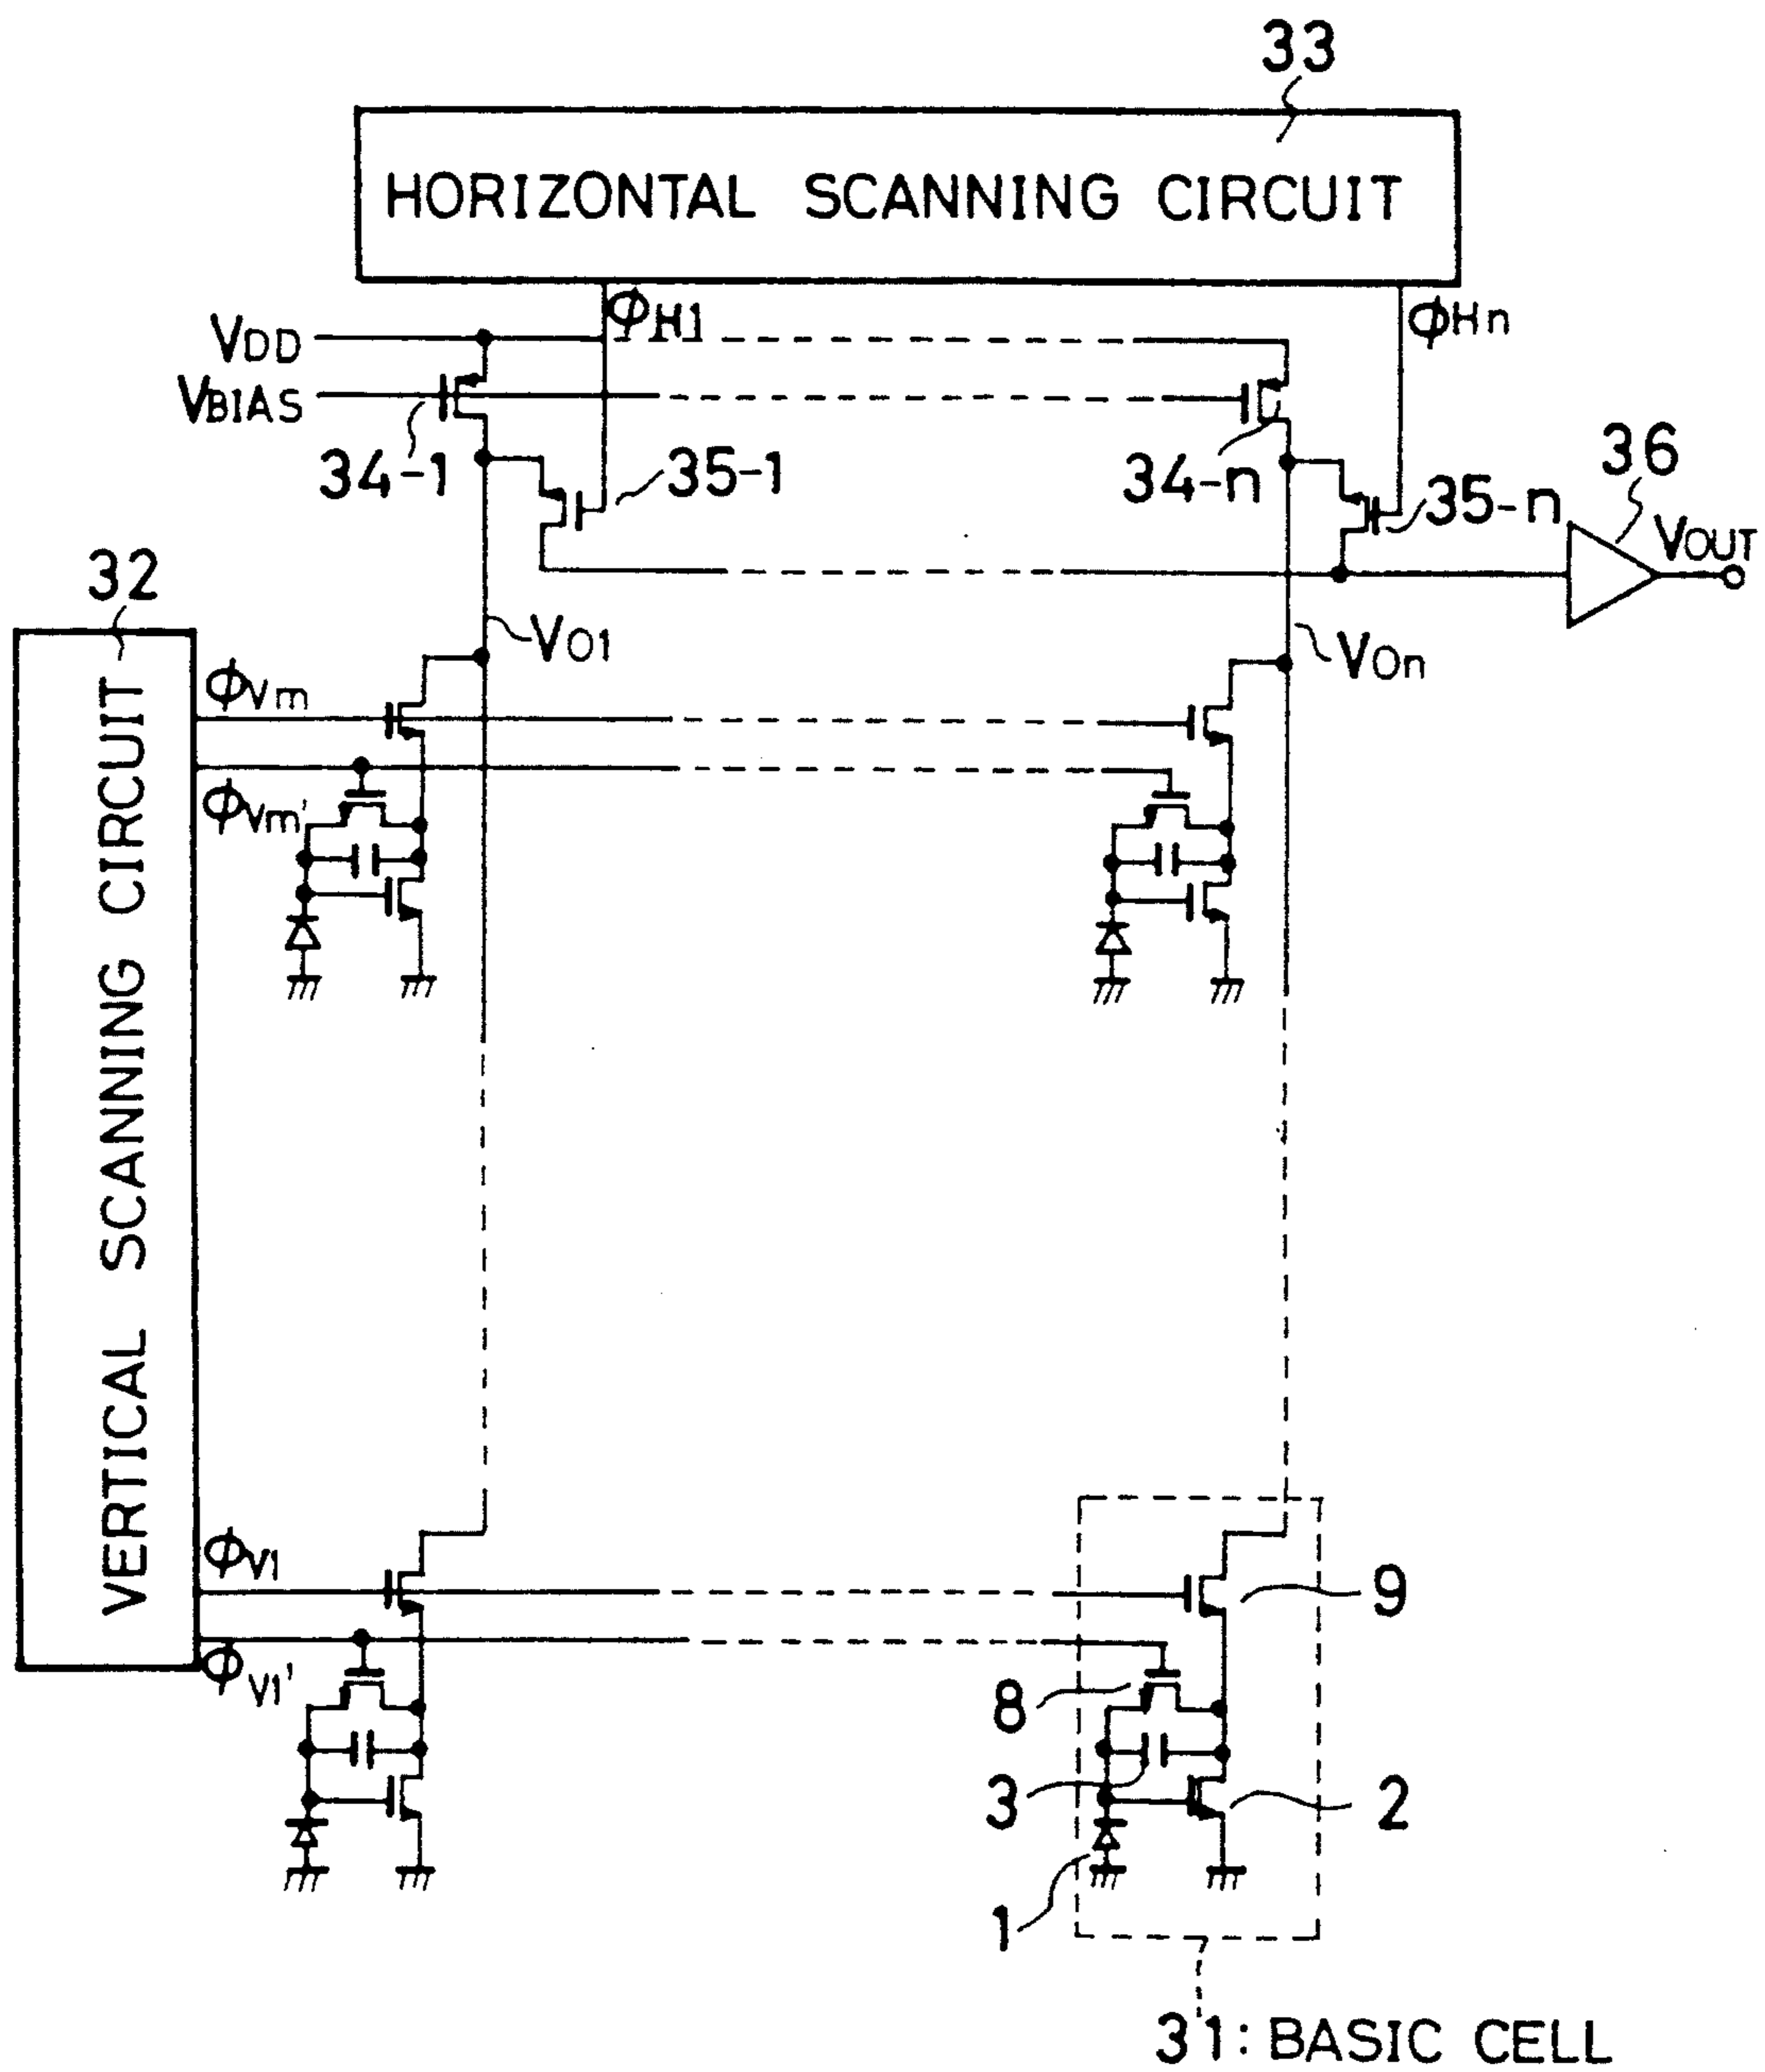 33
HORIZONTAL SCANNING CIRCUIT
VDD
ΦH1
ΦHn
VBIAS
34-1
35-1
34-n
35-n
36
VOUT
32
VERTICAL SCANNING CIRCUIT
VO1
VOn
ΦVm
ΦVm'
ΦV1
ΦV1'
9
8
3
2
1
31: BASIC CELL